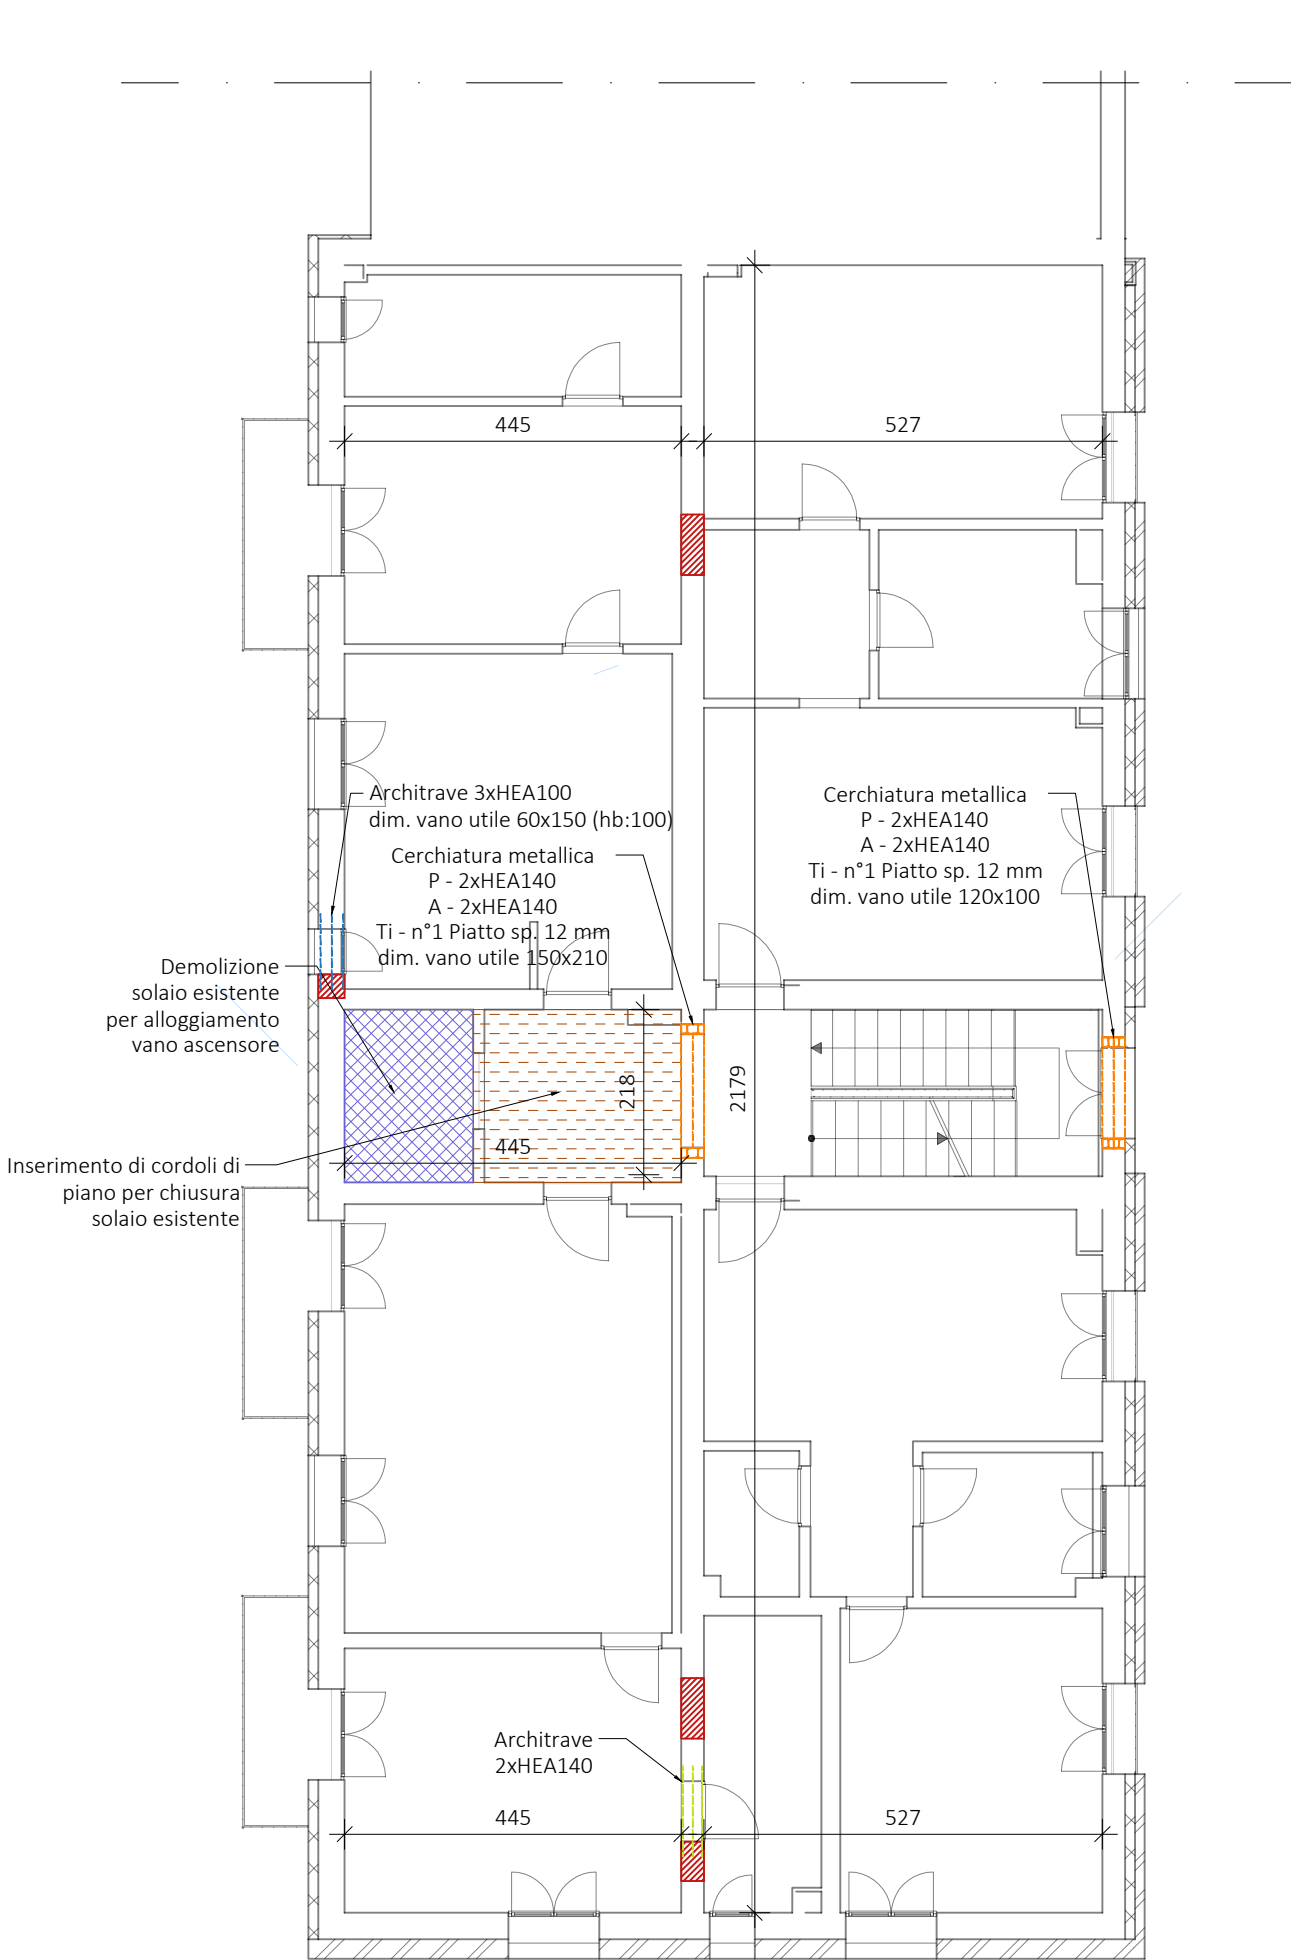 445
527
Architrave 3xHEA100
dim. vano utile 60x150 (hb:100)
Cerchiatura metallica
P - 2xHEA140
A - 2xHEA140
Ti - n°1 Piatto sp. 12 mm
dim. vano utile 150x210
Cerchiatura metallica
P - 2xHEA140
A - 2xHEA140
Ti - n°1 Piatto sp. 12 mm
dim. vano utile 120x100
Demolizione
solaio esistente
per alloggiamento
vano ascensore
218
2179
445
Inserimento di cordoli di
piano per chiusura
solaio esistente
Architrave
2xHEA140
445
527